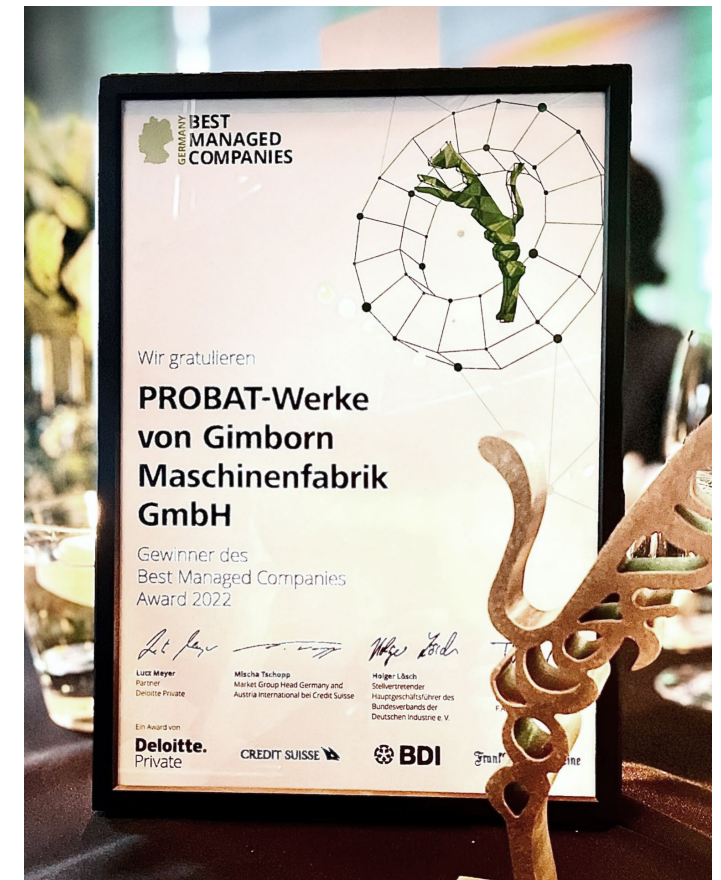 GERMANY
BEST
MANAGED
COMPANIES
Wir gratulieren
PROBAT-Werke
von Gimborn
Maschinenfabrik
GmbH
Gewinner des
Best Managed Companies
Award 2022
Lutz Meyer
Partner
Deloitte Private
Mischa Tschopp
Market Group Head Germany and
Austria International bei Credit Suisse
Holger Lösch
Stellvertretender
Hauptgeschäftsführer des
Bundesverbands der
Deutschen Industrie e. V.
Ein Award von
Deloitte.
Private
CREDIT SUISSE
BDI